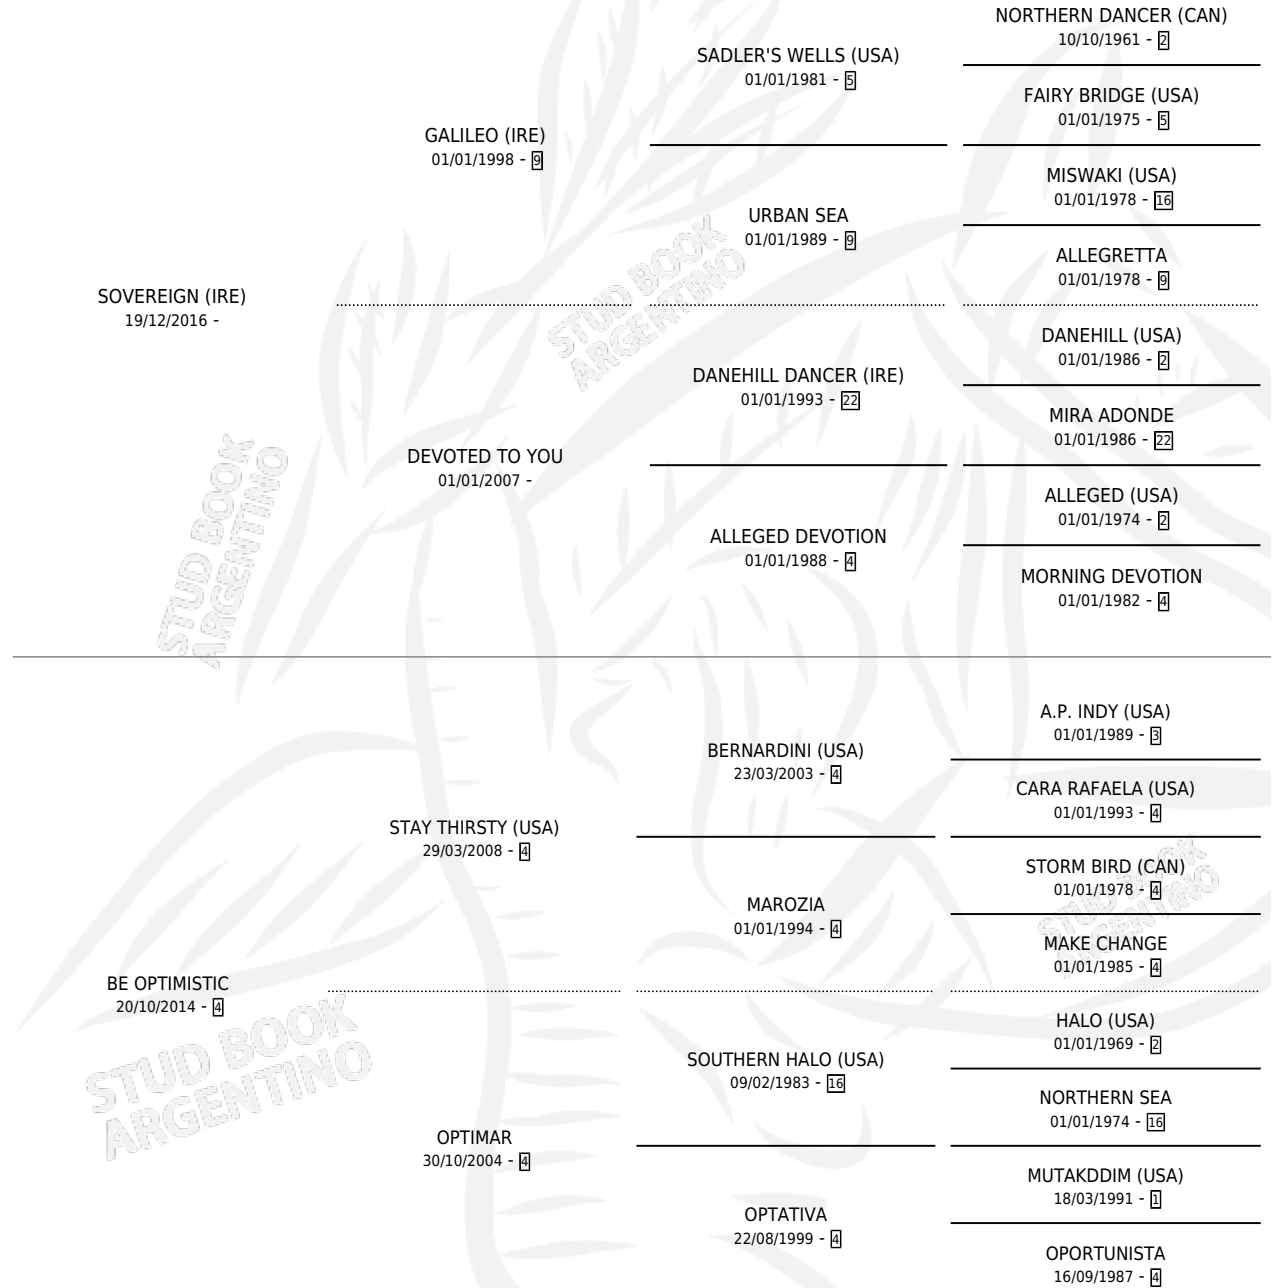 NORTHERN DANCER (CAN)
10/10/1961 - 2
SADLER'S WELLS (USA)
01/01/1981 - 5
FAIRY BRIDGE (USA)
01/01/1975 - 5
GALILEO (IRE)
01/01/1998 - 9
MISWAKI (USA)
01/01/1978 - 16
URBAN SEA
01/01/1989 - 9
ALLEGRETTA
01/01/1978 - 9
SOVEREIGN (IRE)
19/12/2016 -
DANEHILL (USA)
01/01/1986 - 2
DANEHILL DANCER (IRE)
01/01/1993 - 22
MIRA ADONDE
01/01/1986 - 22
DEVOTED TO YOU
01/01/2007 -
ALLEGED (USA)
01/01/1974 - 2
ALLEGED DEVOTION
01/01/1988 - 4
MORNING DEVOTION
01/01/1982 - 4
A.P. INDY (USA)
01/01/1989 - 3
BERNARDINI (USA)
23/03/2003 - 4
CARA RAFAELA (USA)
01/01/1993 - 4
STAY THIRSTY (USA)
29/03/2008 - 4
STORM BIRD (CAN)
01/01/1978 - 4
MAROZIA
01/01/1994 - 4
MAKE CHANGE
01/01/1985 - 4
BE OPTIMISTIC
20/10/2014 - 4
HALO (USA)
01/01/1969 - 2
SOUTHERN HALO (USA)
09/02/1983 - 16
NORTHERN SEA
01/01/1974 - 16
OPTIMAR
30/10/2004 - 4
MUTAKDDIM (USA)
18/03/1991 - 1
OPTATIVA
22/08/1999 - 4
OPORTUNISTA
16/09/1987 - 4
STUD BOOK
ARGENTINO
STUD BOOK
ARGENTINO
STUD BOOK
ARGENTINO
STUD BOOK
ARGENTINO